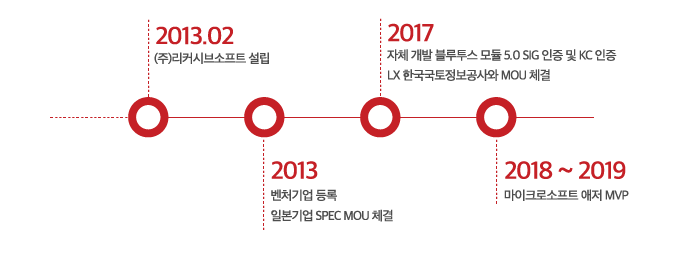 2013.02
(주)리커시브소프트 설립
2013
벤처기업 등록
일본기업 SPEC MOU 체결
2017
자체 개발 블루투스 모듈 5.0 SIG 인증 및 KC 인증
LX 한국국토정보공사와 MOU 체결
2018 ~ 2019
마이크로소프트 애저 MVP